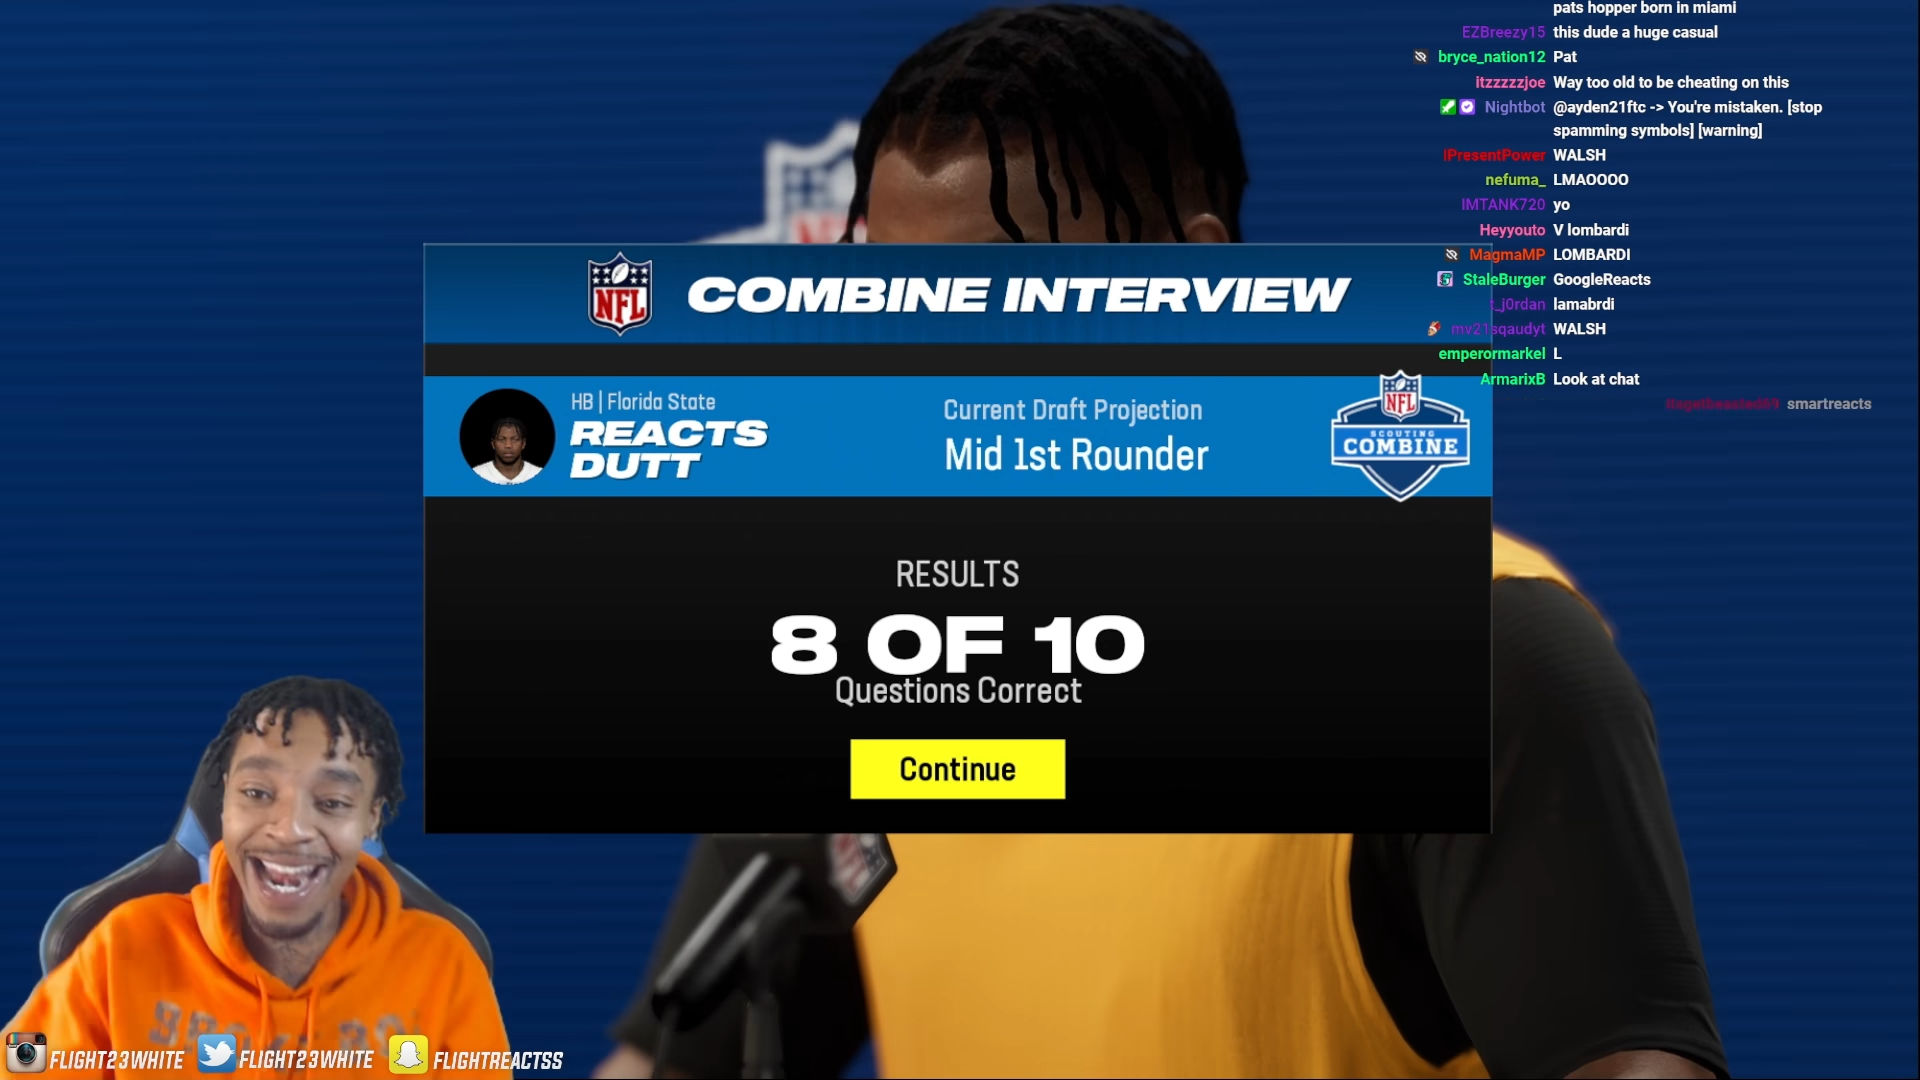 pats hopper born in miami
EZBreezy15 this dude a huge casual
bryce_nation12 Pat
itzzzzzjoe Way too old to be cheating on this
Nightbot @ayden21ftc -> You're mistaken. [stop
spamming symbols] [warning]
IPresentPower WALSH
nefuma_ LMAOOOO
IMTANK720 yo
Heyyouto V lombardi
MagmaMP LOMBARDI
StaleBurger GoogleReacts
t_j0rdan lamabrdi
mv21sqaudyt WALSH
emperormarkel L
ArmarixB Look at chat
smartreacts
NFL COMBINE INTERVIEW
HB | Florida State
REACTS
DUTT
Current Draft Projection
Mid 1st Rounder
NFL
SCOUTING
COMBINE
RESULTS
8 OF 10
Questions Correct
Continue
FLIGHT23WHITE FLIGHT23WHITE FLIGHTREACTSS